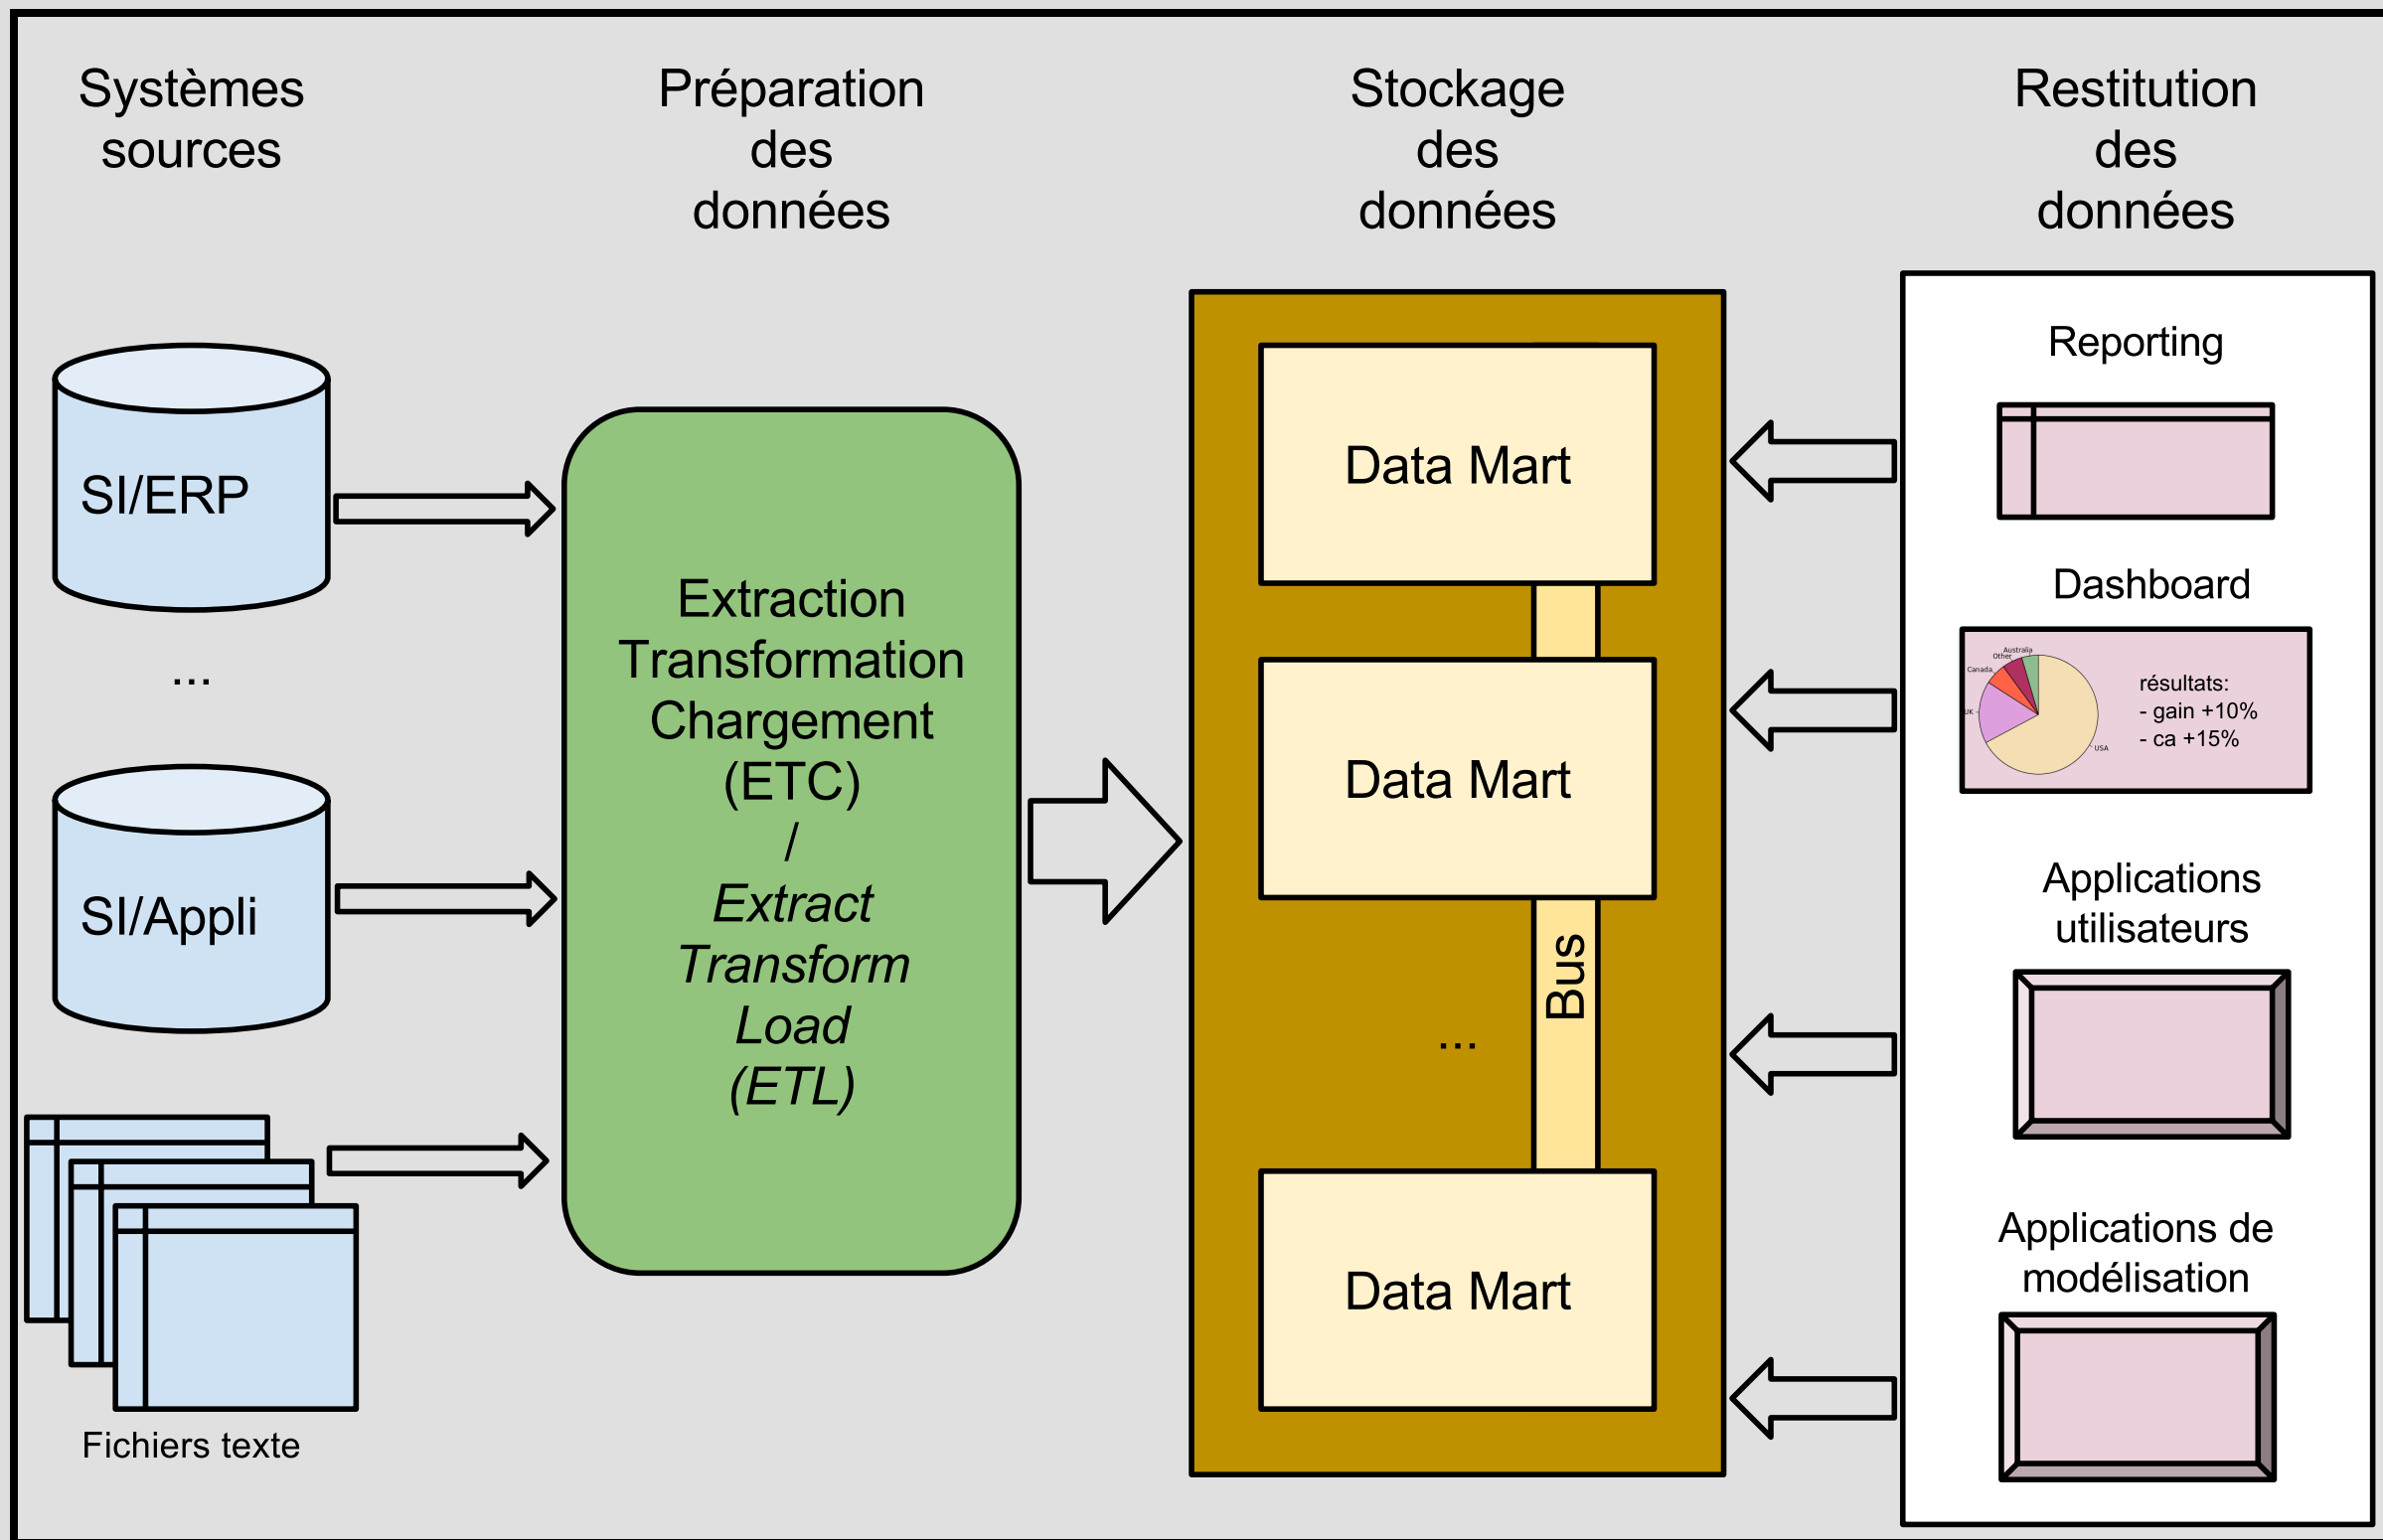 Systèmes
sources
Préparation
des
données
Stockage
des
données
Restitution
des
données
SI/ERP
...
SI/Appli
Fichiers texte
Extraction
Transformation
Chargement
(ETC)
/
Extract
Transform
Load
(ETL)
Data Mart
Data Mart
Bus
...
Data Mart
Reporting
Dashboard
Australia
Other
Canada
UK
USA
résultats:
- gain +10%
- ca +15%
Applications
utilisateurs
Applications de
modélisation